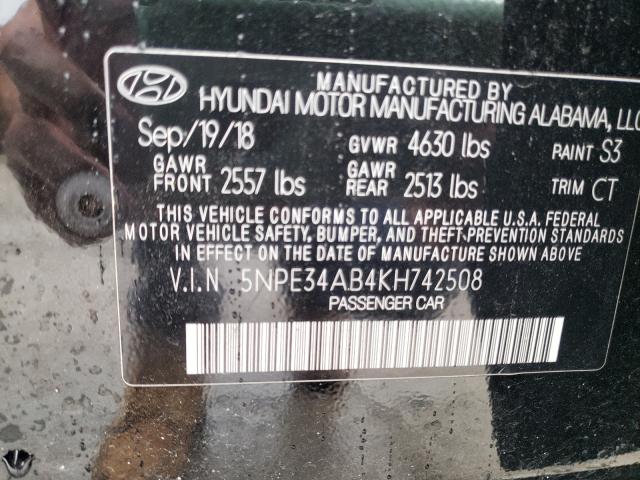 MANUFACTURED BY
HYUNDAI MOTOR MANUFACTURING ALABAMA, LLC
Sep/19/18 GVWR 4630 lbs PAINT S3
GAWR FRONT 2557 lbs GAWR REAR 2513 lbs TRIM CT
THIS VEHICLE CONFORMS TO ALL APPLICABLE U.S.A. FEDERAL
MOTOR VEHICLE SAFETY, BUMPER, AND THEFT PREVENTION STANDARDS
IN EFFECT ON THE DATE OF MANUFACTURE SHOWN ABOVE.
V.I.N 5NPE34AB4KH742508
PASSENGER CAR